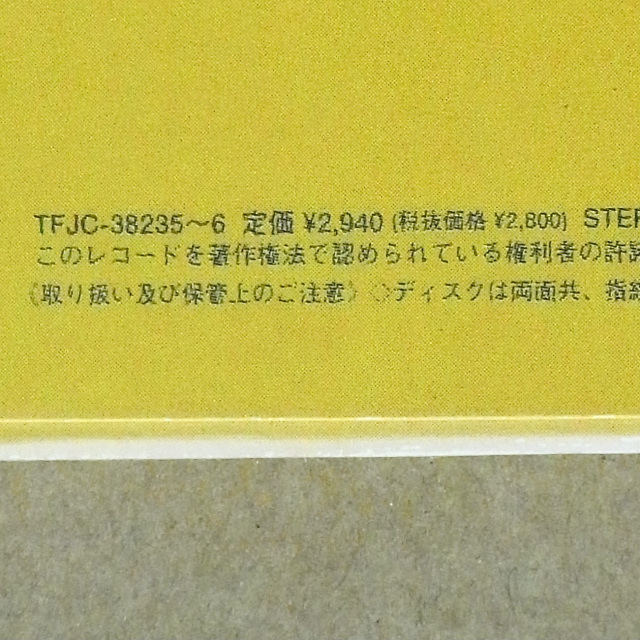 TFJC-38235〜6 定価 ¥2,940 (税抜価格 ¥2,800) STER
このレコードを著作権法で認められている権利者の許諾
《取り扱い及び保管上のご注意》◇ディスクは両面共、指紋